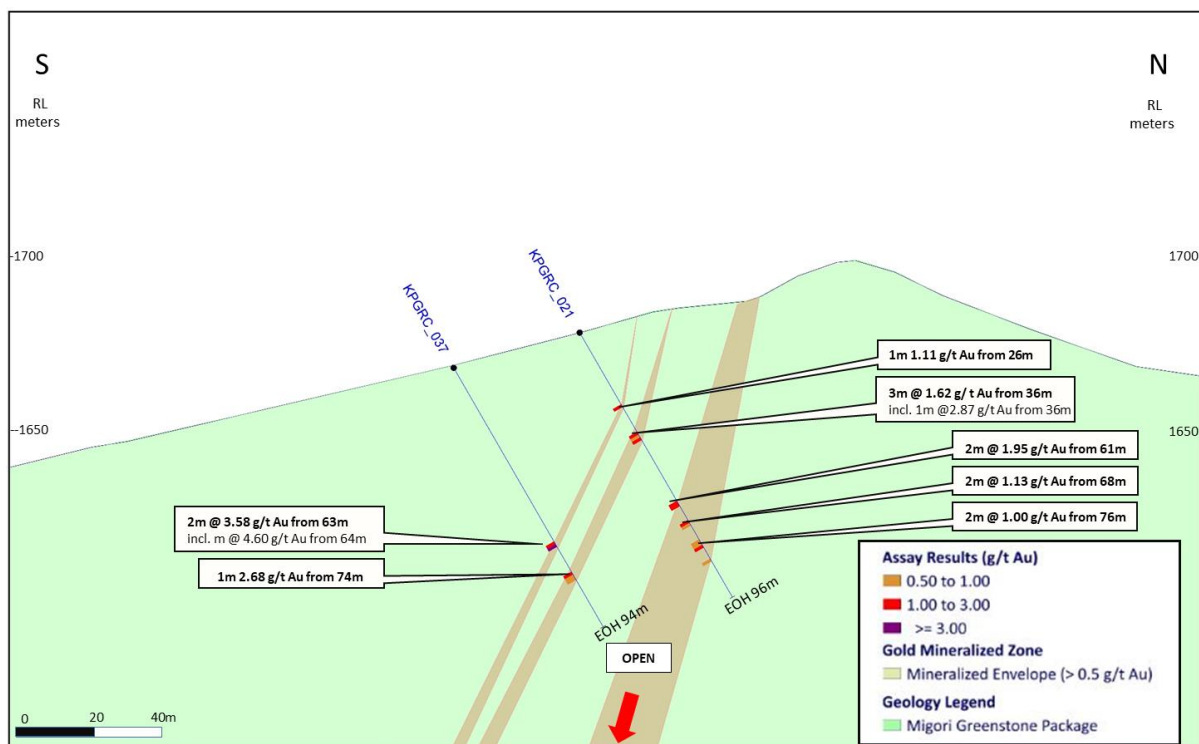 S
N
RL
meters
RL
meters
KPGRC_021
KPGRC_037
--1700
1700
1m 1.11 g/t Au from 26m
3m @ 1.62 g/t Au from 36m
incl. 1m @2.87 g/t Au from 36m
--1650
1650
2m @ 1.95 g/t Au from 61m
2m @ 1.13 g/t Au from 68m
2m @ 1.00 g/t Au from 76m
2m @ 3.58 g/t Au from 63m
incl. m @ 4.60 g/t Au from 64m
1m 2.68 g/t Au from 74m
EOH 94m
EOH 96m
OPEN
Assay Results (g/t Au)
0.50 to 1.00
1.00 to 3.00
>= 3.00
Gold Mineralized Zone
Mineralized Envelope (> 0.5 g/t Au)
Geology Legend
Migori Greenstone Package
0 20 40m